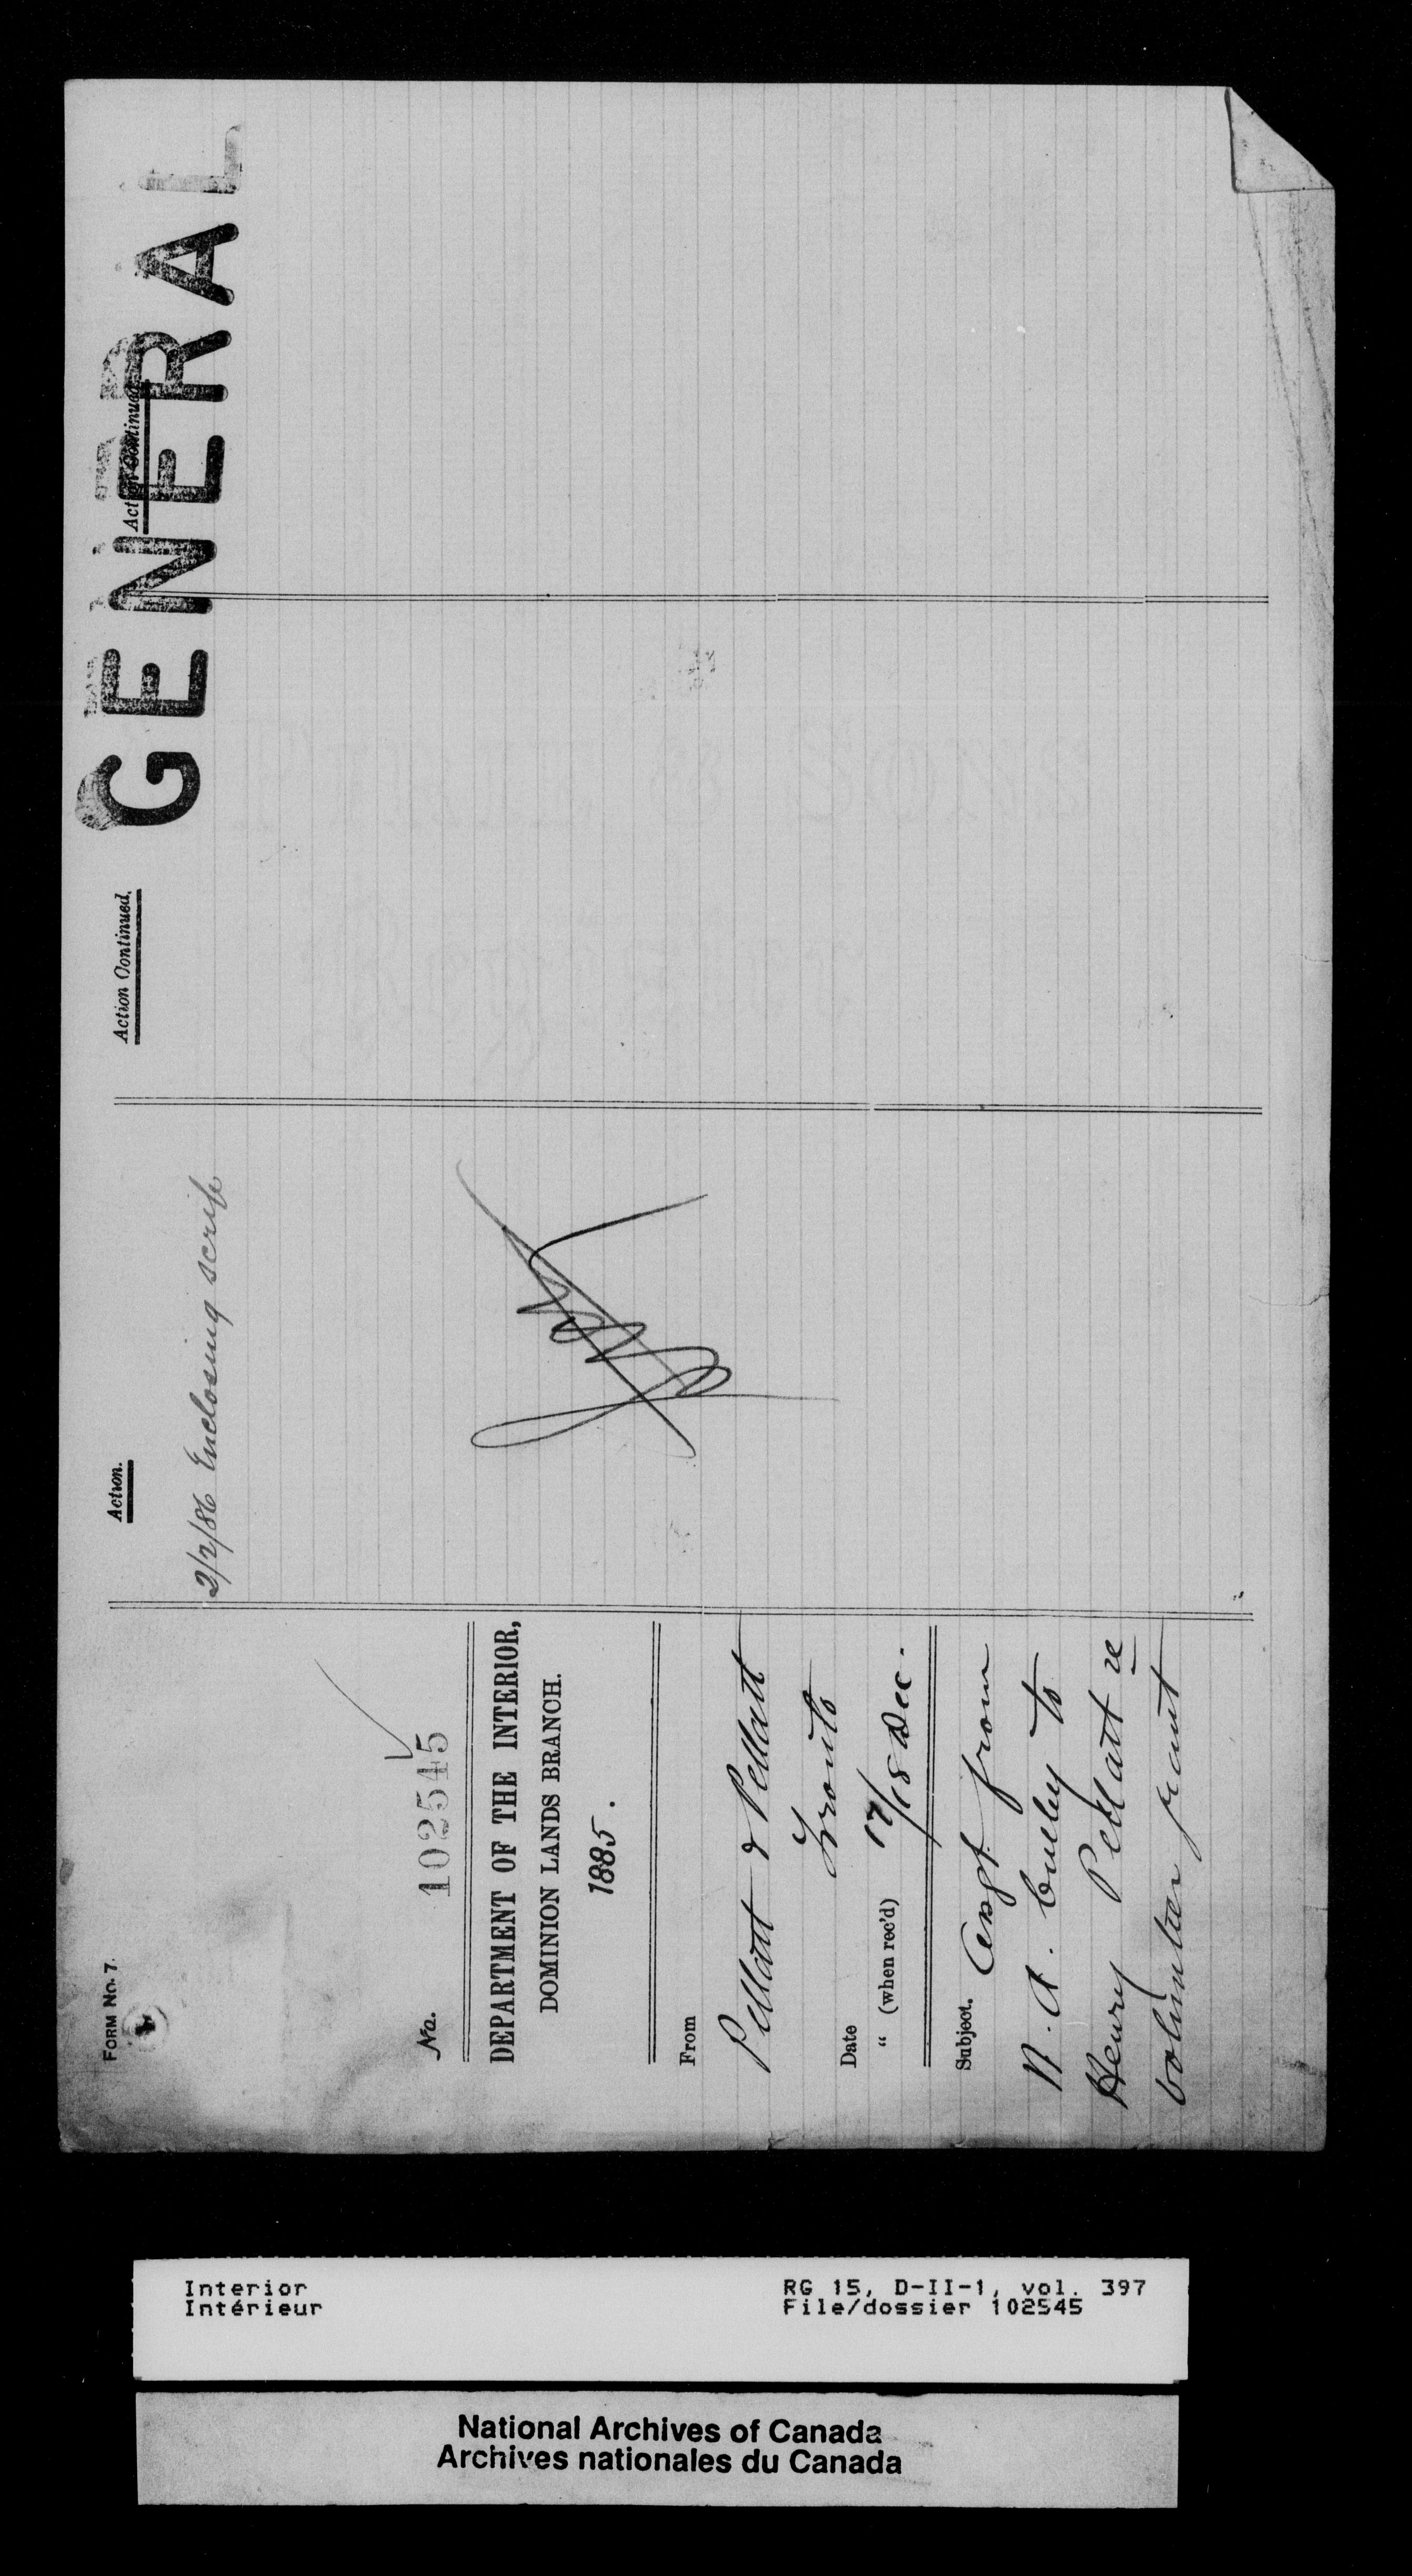 FORM No. 7.
No. 102545
DEPARTMENT OF THE INTERIOR,
DOMINION LANDS BRANCH.
1885.
From
Pellatt & Pellatt
Toronto
Date 17/
" (when rec'd) 18 Dec.
Subject. Assgt from
to
Henry Pellatt re
volunteer grant
Action.
2/2/86 Enclosing scrip
Action Continued.
Action Continued.
GENERAL
Interior
Intérieur
RG 15, D-II-1, vol. 397
File/dossier 102545
National Archives of Canada
Archives nationales du Canada